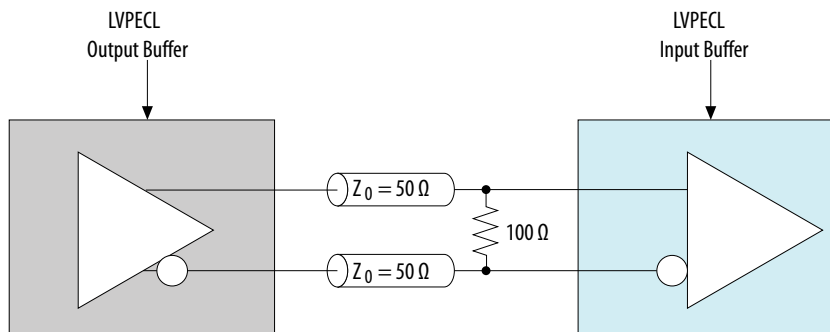 LVPECL
Output Buffer
LVPECL
Input Buffer
Z0 = 50 Ω
100 Ω
Z0 = 50 Ω